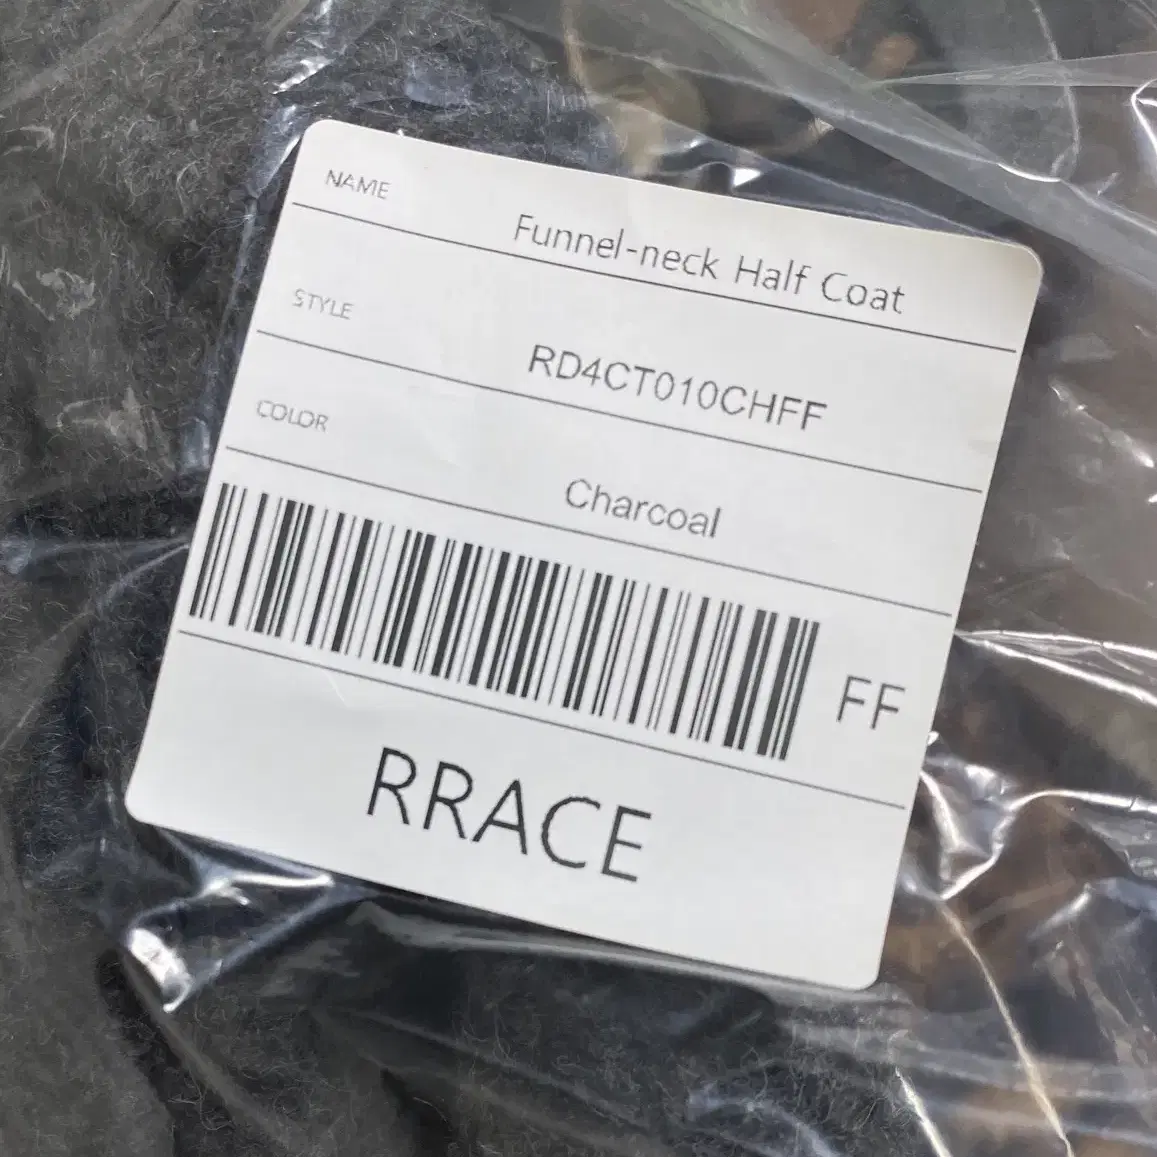 NAME
Funnel-neck Half Coat
STYLE
RD4CT010CHFF
COLOR
Charcoal
FF
RRACE